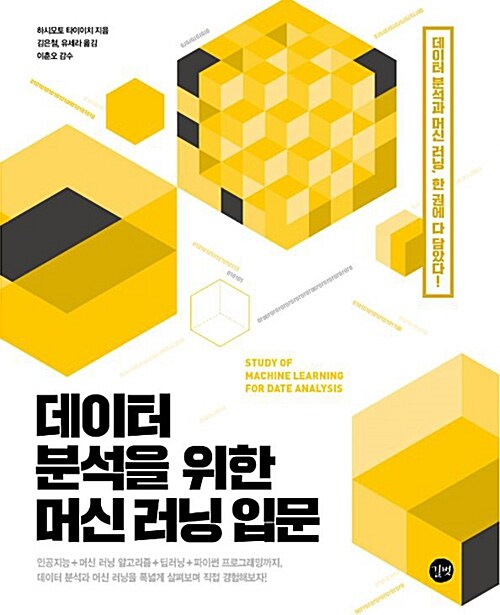 하시모토 타이이치 지음
김은철, 유세라 옮김
이춘오 감수
데이터 분석과 머신 러닝, 한 권에 다 담았다!
STUDY OF
MACHINE LEARNING
FOR DATE ANALYSIS
데이터
분석을 위한
머신 러닝 입문
인공지능+머신 러닝 알고리즘+딥러닝+파이썬 프로그래밍까지,
데이터 분석과 머신 러닝을 폭넓게 살펴보며 직접 경험해보자!
길벗